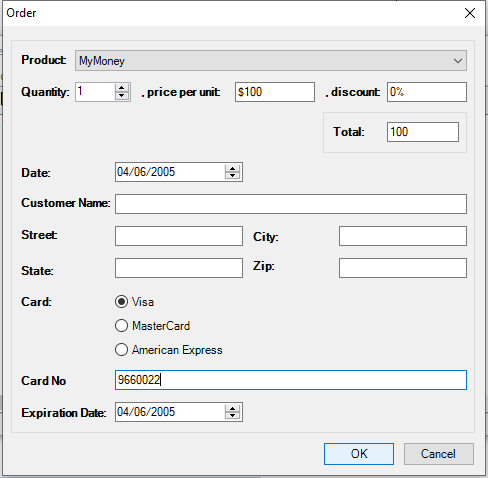 Order
Product: MyMoney
Quantity: 1 , price per unit: $100 , discount: 0%
Total: 100
Date: 04/06/2005
Customer Name:
Street: City:
State: Zip:
Card: Visa
MasterCard
American Express
Card No 9660022
Expiration Date: 04/06/2005
OK Cancel